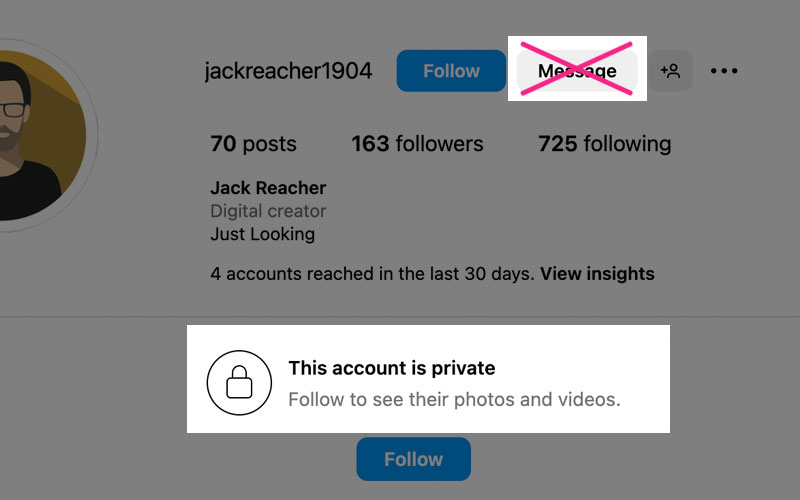 jackreacher1904 Follow Message
70 posts 163 followers 725 following
Jack Reacher
Digital creator
Just Looking
4 accounts reached in the last 30 days. View insights
This account is private
Follow to see their photos and videos.
Follow